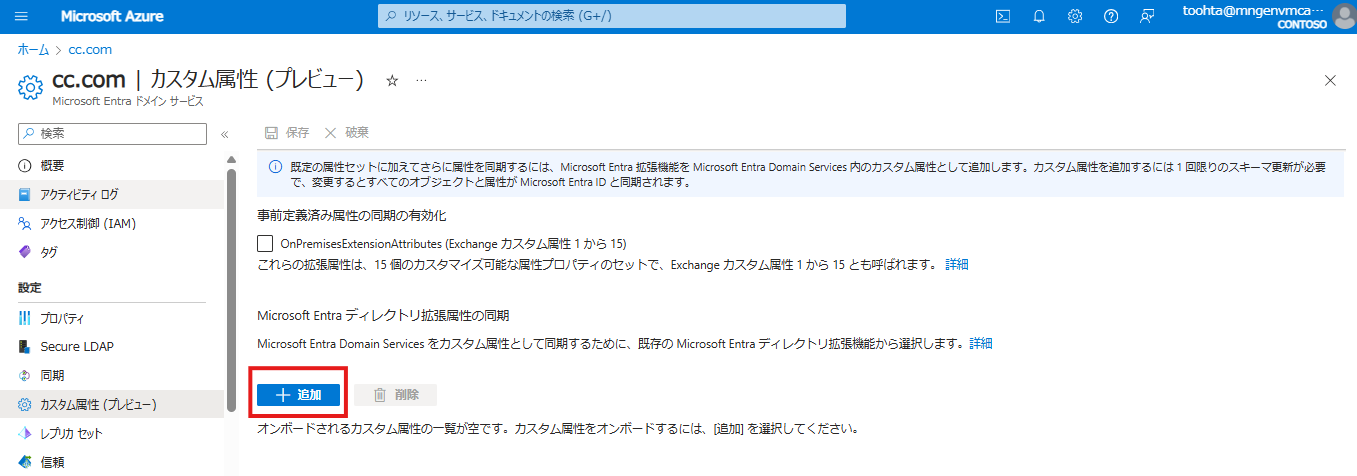 Microsoft Azure
リソース、サービス、ドキュメントの検索 (G+/)
toohta@mngenvmca…
CONTOSO
ホーム > cc.com
cc.com | カスタム属性 (プレビュー)
Microsoft Entra ドメイン サービス
検索
概要
アクティビティ ログ
アクセス制御 (IAM)
タグ
設定
プロパティ
Secure LDAP
同期
カスタム属性 (プレビュー)
レプリカ セット
信頼
保存
破棄
既定の属性セットに加えてさらに属性を同期するには、Microsoft Entra 拡張機能を Microsoft Entra Domain Services 内のカスタム属性として追加します。カスタム属性を追加するには 1 回限りのスキーマ更新が必要
で、変更するとすべてのオブジェクトと属性が Microsoft Entra ID と同期されます。
事前定義済み属性の同期の有効化
OnPremisesExtensionAttributes (Exchange カスタム属性 1 から 15)
これらの拡張属性は、15 個のカスタマイズ可能な属性プロパティのセットで、Exchange カスタム属性 1 から 15 とも呼ばれます。 詳細
Microsoft Entra ディレクトリ拡張属性の同期
Microsoft Entra Domain Services をカスタム属性として同期するために、既存の Microsoft Entra ディレクトリ拡張機能から選択します。詳細
追加
削除
オンボードされるカスタム属性の一覧が空です。カスタム属性をオンボードするには、[追加] を選択してください。